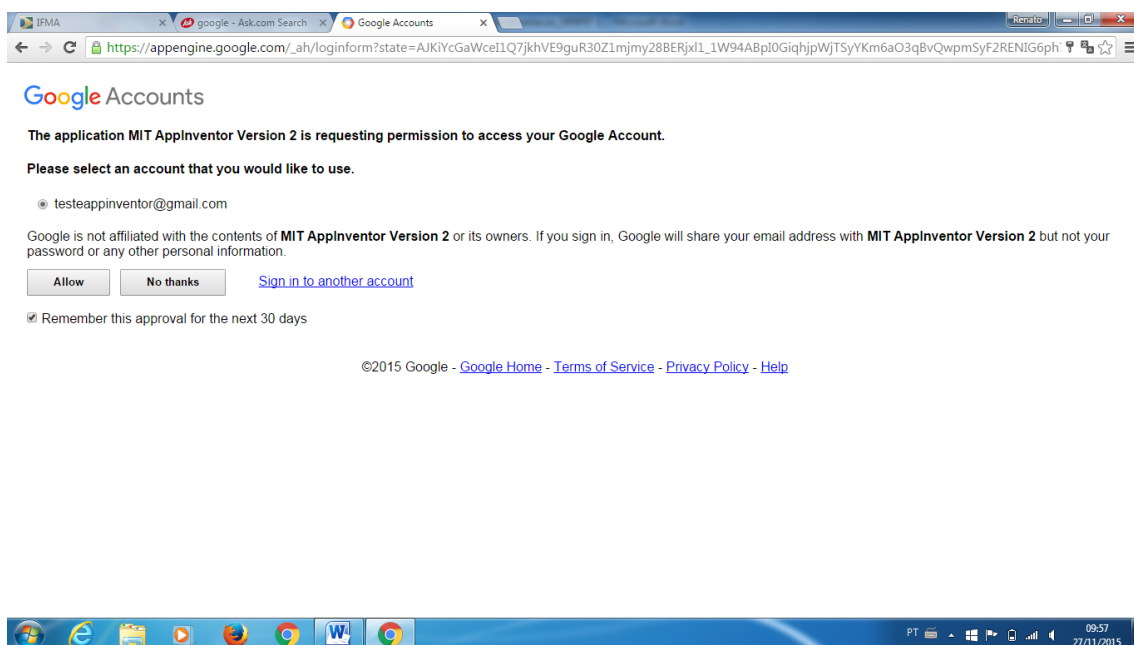 IFMA
google - Ask.com Search
Google Accounts
Renato
https://appengine.google.com/_ah/loginform?state=AJKiYcGaWceI1Q7jkhVE9guR30Z1mjmy28BERjxl1_1W94ABpI0GiqhjpWjTSyYKm6aO3qBvQwpmSyF2RENIG6ph
Google Accounts
The application MIT AppInventor Version 2 is requesting permission to access your Google Account.
Please select an account that you would like to use.
testeappinventor@gmail.com
Google is not affiliated with the contents of MIT AppInventor Version 2 or its owners. If you sign in, Google will share your email address with MIT AppInventor Version 2 but not your
password or any other personal information.
Allow
No thanks
Sign in to another account
Remember this approval for the next 30 days
©2015 Google - Google Home - Terms of Service - Privacy Policy - Help
PT
09:57
27/11/2015